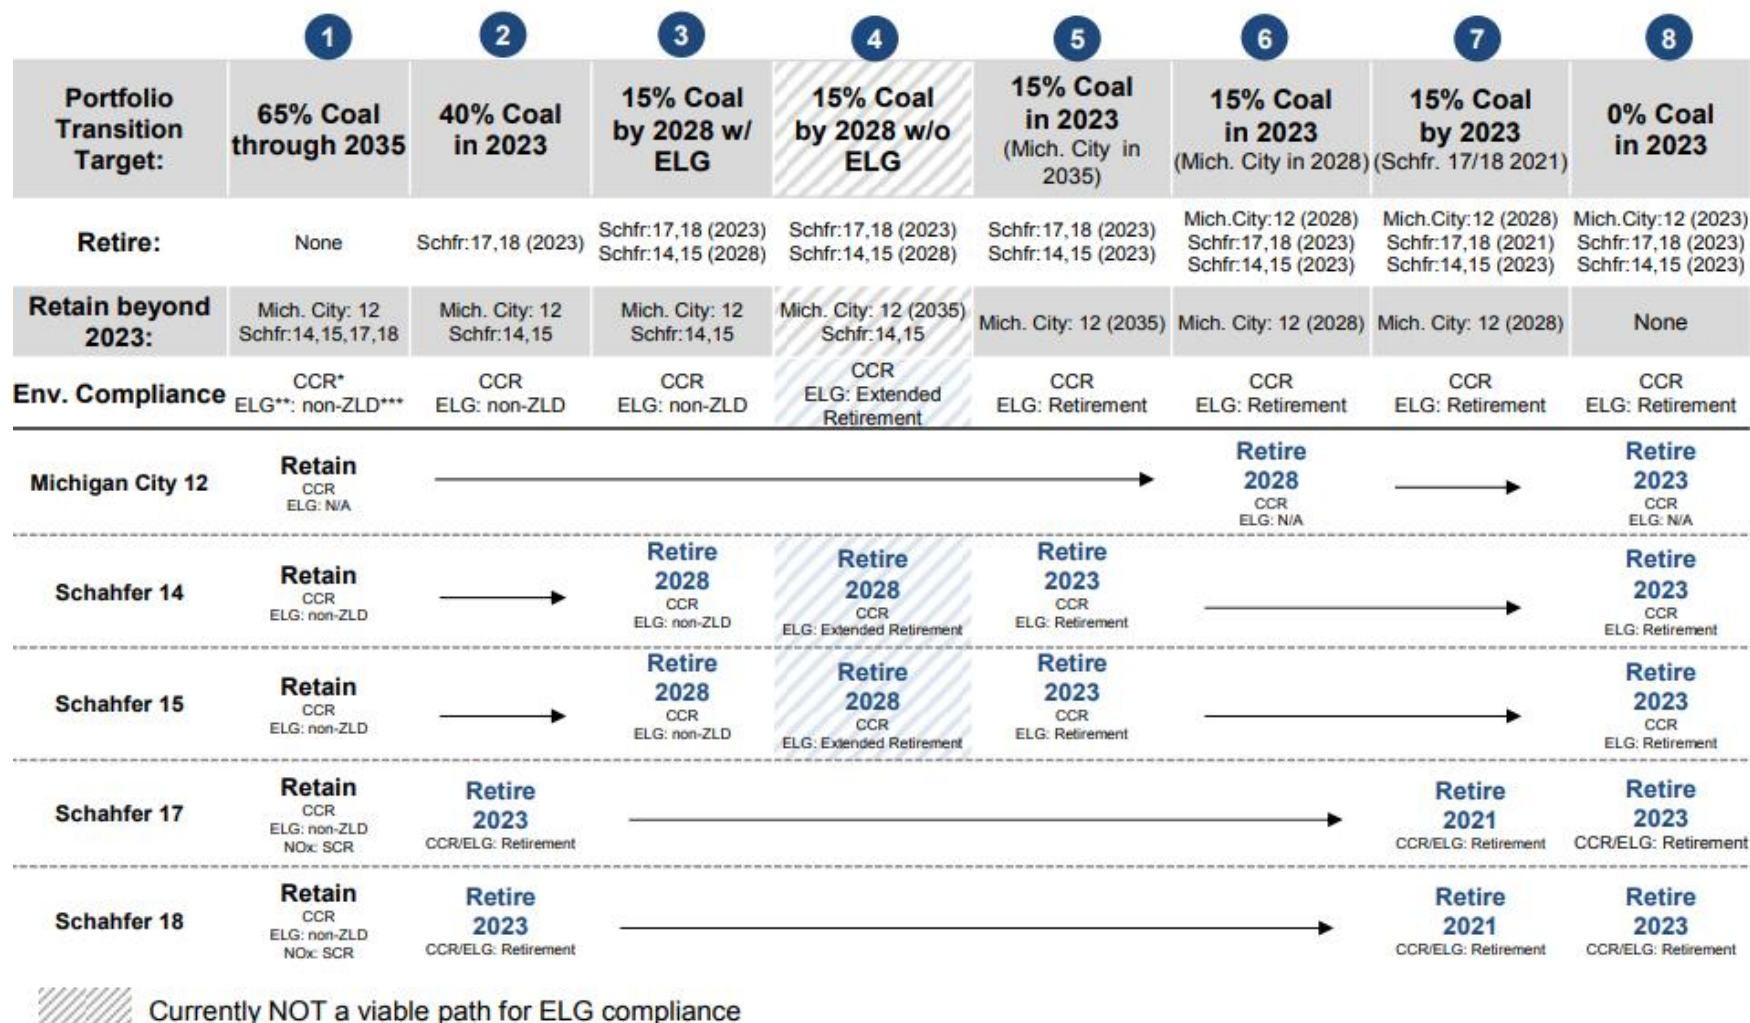 1 2 3 4 5 6 7 8
Portfolio
Transition
Target:
65% Coal
through 2035
40% Coal
in 2023
15% Coal
by 2028 w/
ELG
15% Coal
by 2028 w/o
ELG
15% Coal
in 2023
(Mich. City in
2035)
15% Coal
in 2023
(Mich. City in 2028)
15% Coal
by 2023
(Schfr. 17/18 2021)
0% Coal
in 2023
Retire:
None
Schfr:17,18 (2023)
Schfr:17,18 (2023)
Schfr:14,15 (2028)
Schfr:17,18 (2023)
Schfr:14,15 (2028)
Schfr:17,18 (2023)
Schfr:14,15 (2023)
Mich.City:12 (2028)
Schfr:17,18 (2023)
Schfr:14,15 (2023)
Mich.City:12 (2028)
Schfr:17,18 (2021)
Schfr:14,15 (2023)
Mich.City:12 (2023)
Schfr:17,18 (2023)
Schfr:14,15 (2023)
Retain beyond
2023:
Mich. City: 12
Schfr:14,15,17,18
Mich. City: 12
Schfr:14,15
Mich. City: 12
Schfr:14,15
Mich. City: 12 (2035)
Schfr:14,15
Mich. City: 12 (2035)
Mich. City: 12 (2028)
Mich. City: 12 (2028)
None
Env. Compliance
CCR*
ELG**: non-ZLD***
CCR
ELG: non-ZLD
CCR
ELG: non-ZLD
CCR
ELG: Extended
Retirement
CCR
ELG: Retirement
CCR
ELG: Retirement
CCR
ELG: Retirement
CCR
ELG: Retirement
Michigan City 12
Retain
CCR
ELG: N/A
Retire
2028
CCR
ELG: N/A
Retire
2023
CCR
ELG: N/A
Schahfer 14
Retain
CCR
ELG: non-ZLD
Retire
2028
CCR
ELG: non-ZLD
Retire
2028
CCR
ELG: Extended Retirement
Retire
2023
CCR
ELG: Retirement
Retire
2023
CCR
ELG: Retirement
Schahfer 15
Retain
CCR
ELG: non-ZLD
Retire
2028
CCR
ELG: non-ZLD
Retire
2028
CCR
ELG: Extended Retirement
Retire
2023
CCR
ELG: Retirement
Retire
2023
CCR
ELG: Retirement
Schahfer 17
Retain
CCR
ELG: non-ZLD
NOx: SCR
Retire
2023
CCR/ELG: Retirement
Retire
2021
CCR/ELG: Retirement
Retire
2023
CCR/ELG: Retirement
Schahfer 18
Retain
CCR
ELG: non-ZLD
NOx: SCR
Retire
2023
CCR/ELG: Retirement
Retire
2021
CCR/ELG: Retirement
Retire
2023
CCR/ELG: Retirement
Currently NOT a viable path for ELG compliance